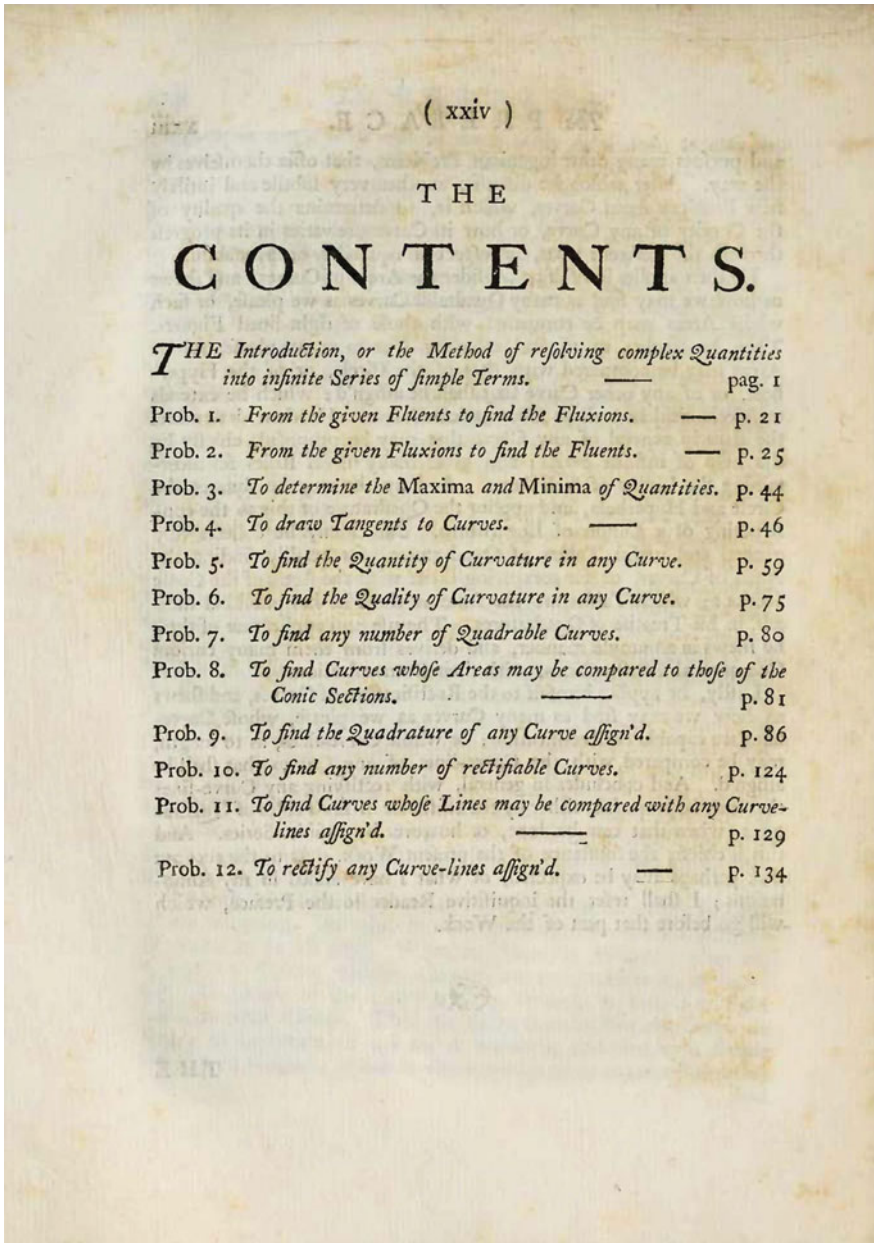 ( xxiv )
THE
CONTENTS.
THE Introduction, or the Method of reſolving complex Quantities
into infinite Series of ſimple Terms. —— pag. 1
Prob. 1. From the given Fluents to find the Fluxions. —— p. 21
Prob. 2. From the given Fluxions to find the Fluents. —— p. 25
Prob. 3. To determine the Maxima and Minima of Quantities. p. 44
Prob. 4. To draw Tangents to Curves. —— p. 46
Prob. 5. To find the Quantity of Curvature in any Curve. p. 59
Prob. 6. To find the Quality of Curvature in any Curve. p. 75
Prob. 7. To find any number of Quadrable Curves. p. 80
Prob. 8. To find Curves whoſe Areas may be compared to thoſe of the
Conic Sections. —— p. 81
Prob. 9. To find the Quadrature of any Curve aſſign'd. p. 86
Prob. 10. To find any number of rectifiable Curves. p. 124
Prob. 11. To find Curves whoſe Lines may be compared with any Curve-
lines aſſign'd. —— p. 129
Prob. 12. To rectify any Curve-lines aſſign'd. —— p. 134